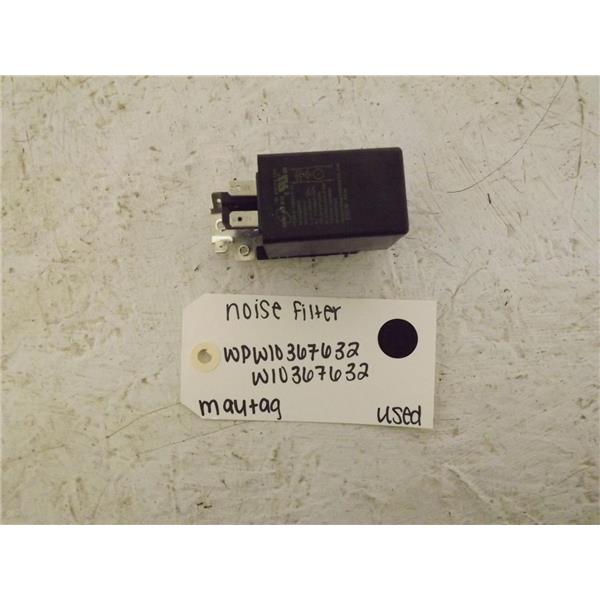 noise filter
WPW10367632
W10367632
maytag
used